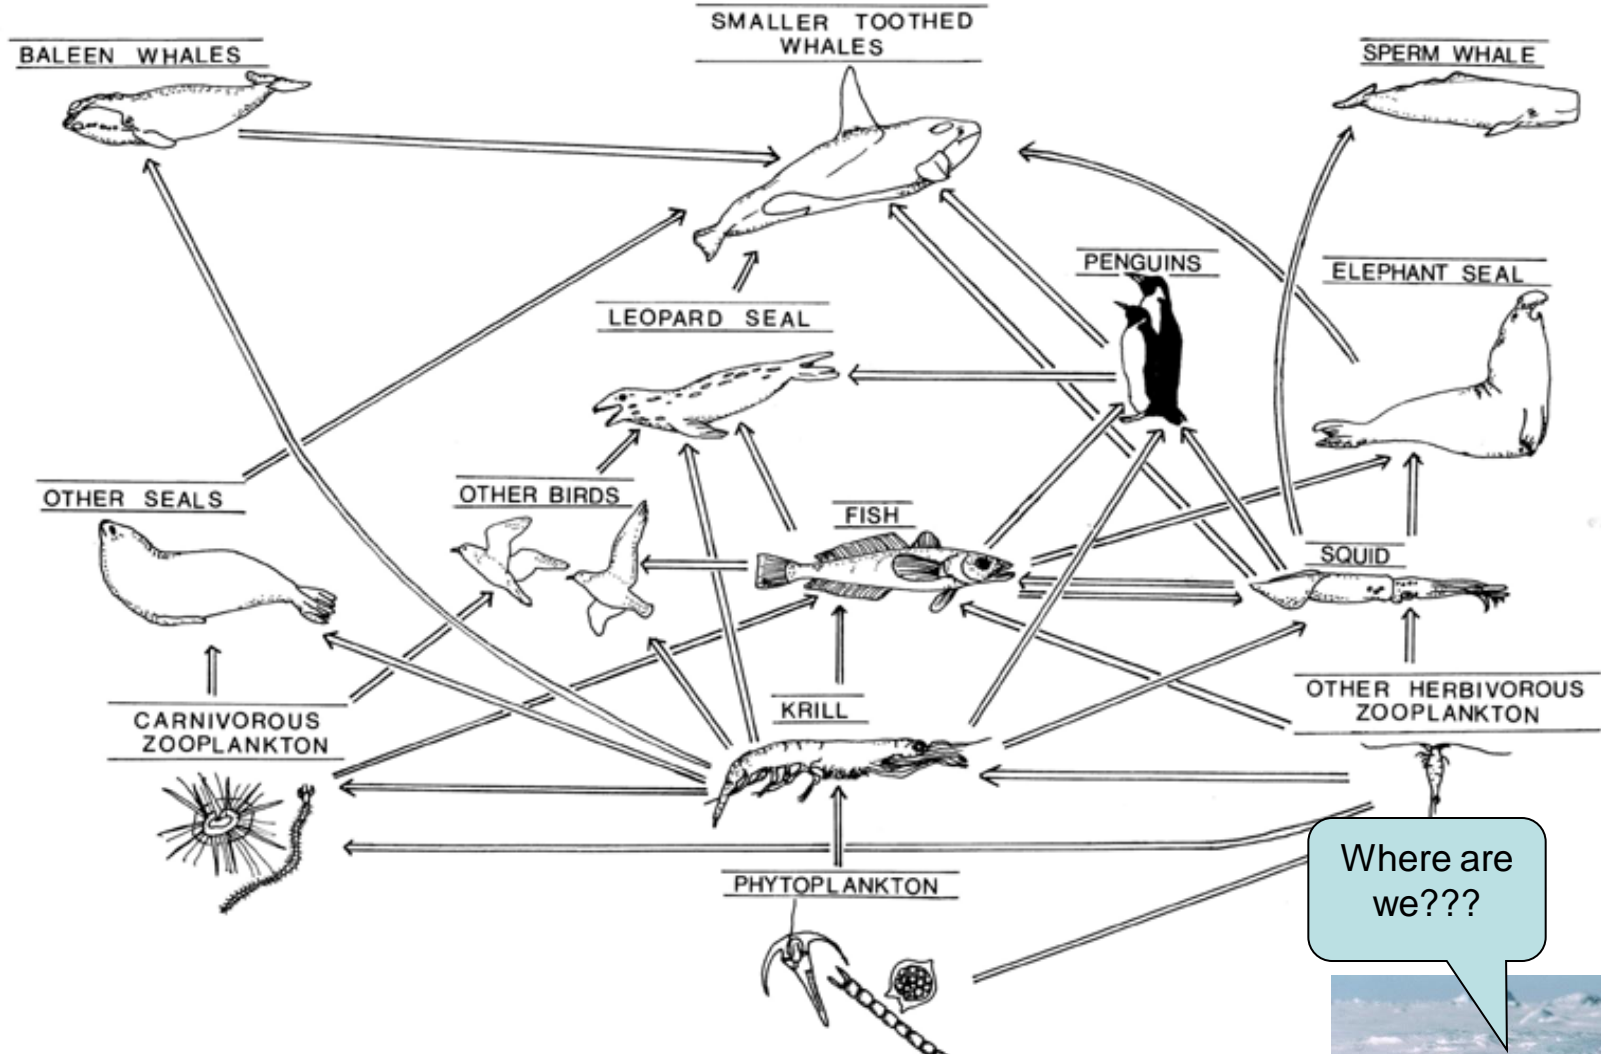 SMALLER TOOTHED
WHALES
BALEEN WHALES
SPERM WHALE
PENGUINS
ELEPHANT SEAL
LEOPARD SEAL
OTHER SEALS
OTHER BIRDS
FISH
SQUID
CARNIVOROUS
ZOOPLANKTON
KRILL
OTHER HERBIVOROUS
ZOOPLANKTON
PHYTOPLANKTON
Where are
we???